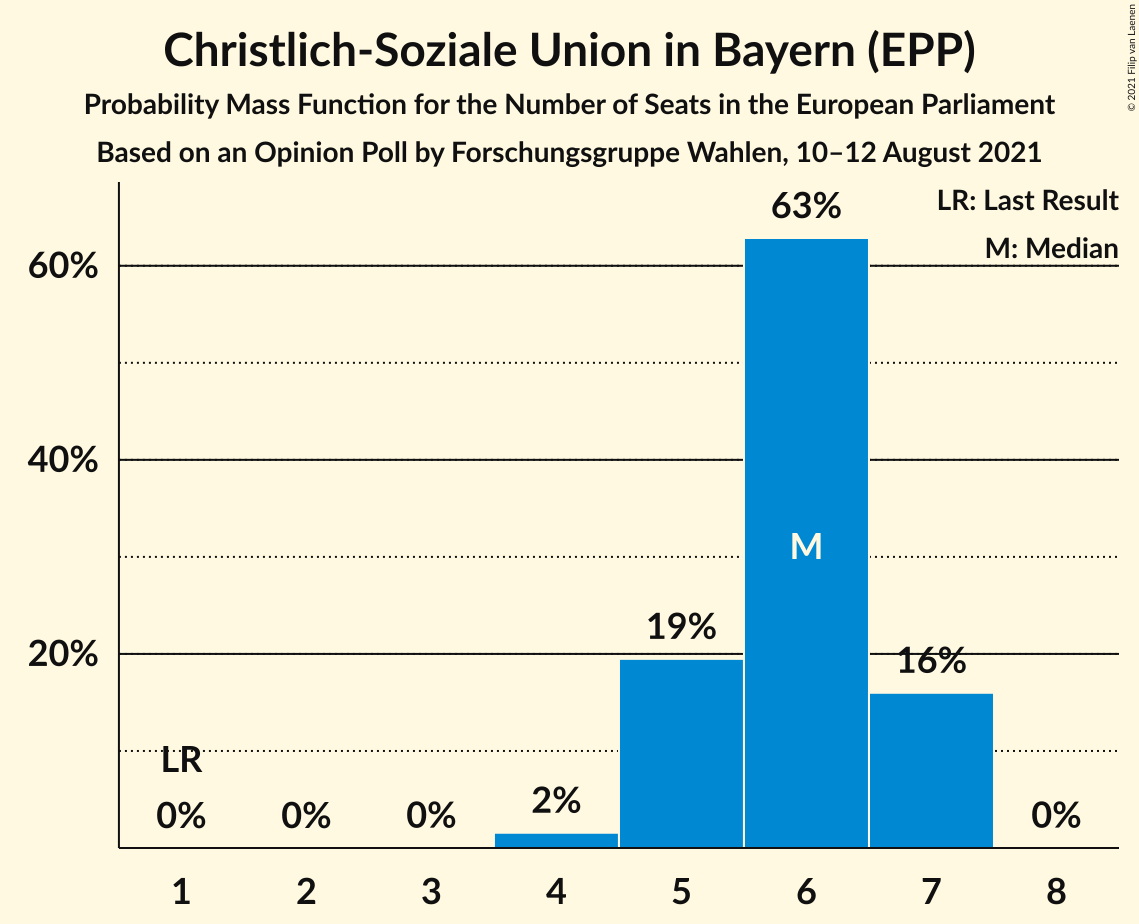 Christlich-Soziale Union in Bayern (EPP)
Probability Mass Function for the Number of Seats in the European Parliament
Based on an Opinion Poll by Forschungsgruppe Wahlen, 10–12 August 2021
© 2021 Filip van Laenen
LR: Last Result
M: Median
63%
60%
40%
M
19%
20%
16%
LR
0%
0%
0%
2%
0%
1
2
3
4
5
6
7
8